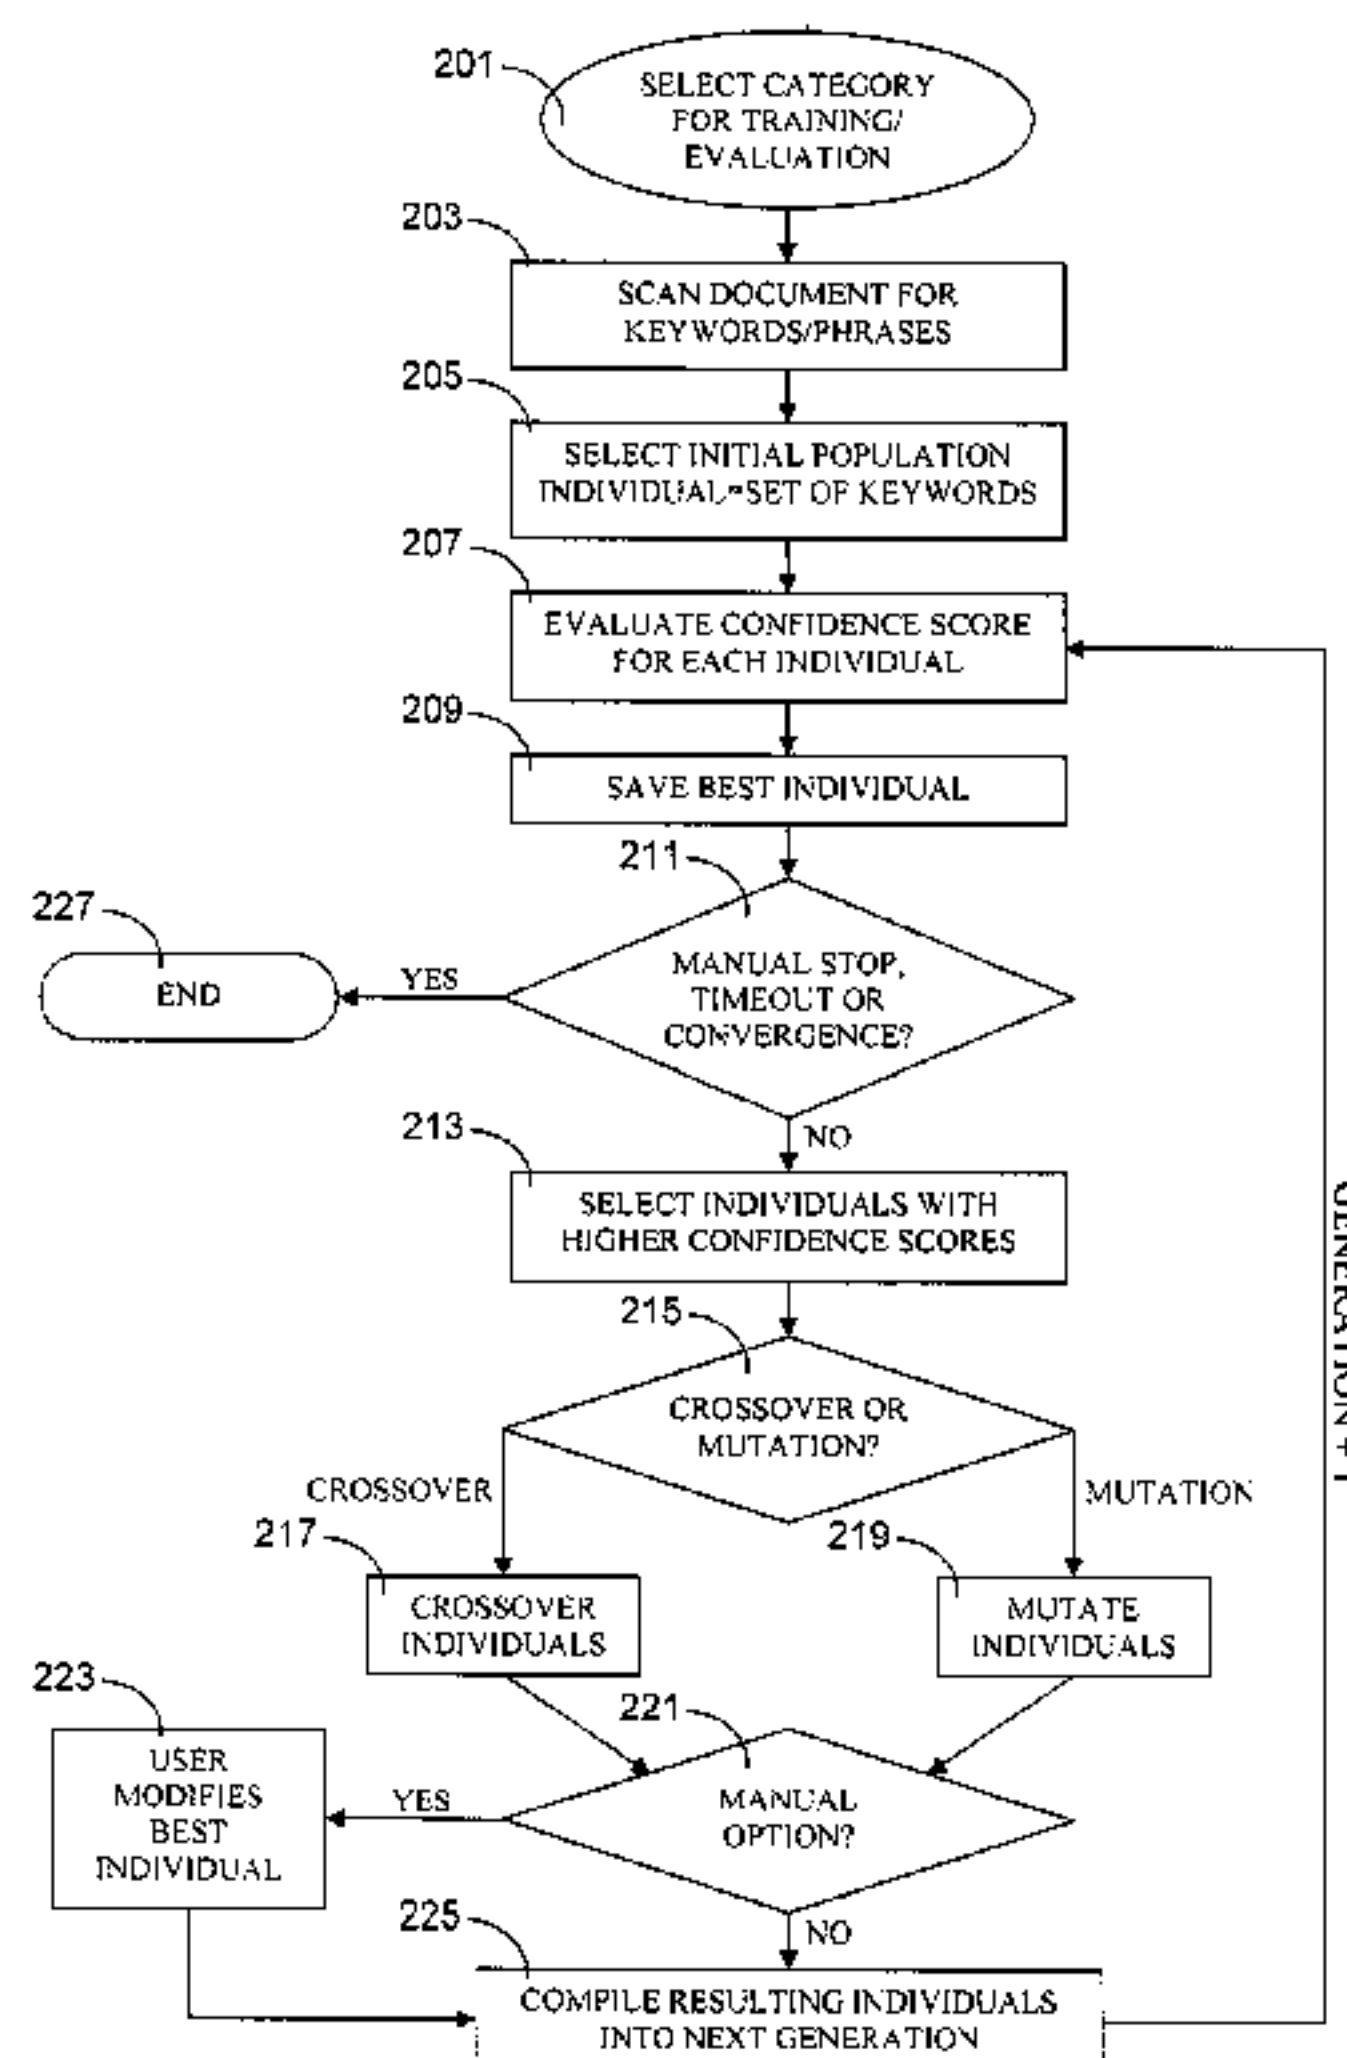 201
SELECT CATEGORY
FOR TRAINING/
EVALUATION
203
SCAN DOCUMENT FOR
KEYWORDS/PHRASES
205
SELECT INITIAL POPULATION
INDIVIDUAL=SET OF KEYWORDS
207
EVALUATE CONFIDENCE SCORE
FOR EACH INDIVIDUAL
209
SAVE BEST INDIVIDUAL
211
MANUAL STOP,
TIMEOUT OR
CONVERGENCE?
227
END
YES
NO
213
SELECT INDIVIDUALS WITH
HIGHER CONFIDENCE SCORES
215
CROSSOVER OR
MUTATION?
CROSSOVER
MUTATION
217
CROSSOVER
INDIVIDUALS
219
MUTATE
INDIVIDUALS
221
MANUAL
OPTION?
223
USER
MODIFIES
BEST
INDIVIDUAL
YES
NO
225
COMPILE RESULTING INDIVIDUALS
INTO NEXT GENERATION
GENERATION + 1